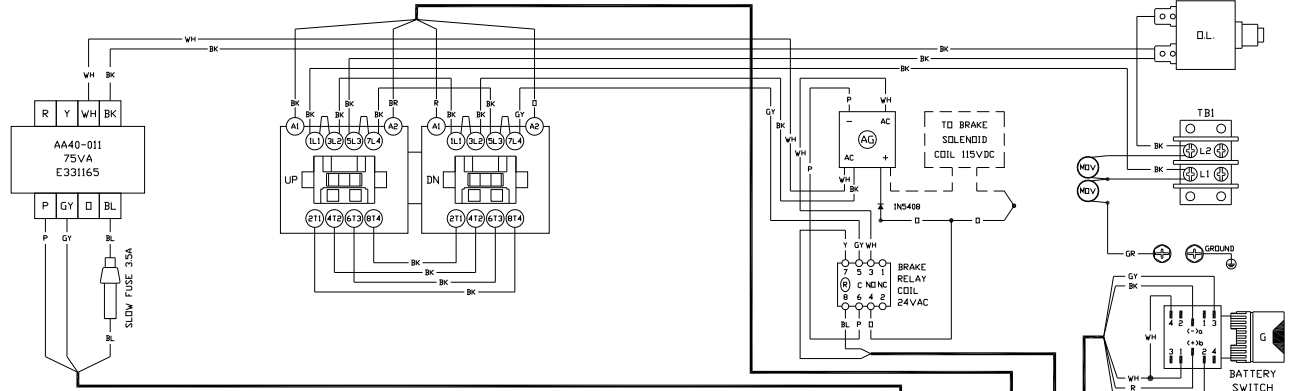 WH
BK
BK
BK
BK
O.L.
WH BK
R Y WH BK
AA40-011
75VA
E331165
P GY O BL
P GY BL
SLOW FUSE 3.5A
BL
BK BK BK BK BR R BK BK BK GY O
A1 1L1 3L2 5L3 7L4 A2
A1 1L1 3L2 5L3 7L4 A2
UP
DN
2T1 4T2 6T3 8T4
2T1 4T2 6T3 8T4
BK
BK
BK
BK
GY
BK
WH
WH
P
P WH
- AC
AG
AC +
WH BK
TO BRAKE
SOLENOID
COIL 115VDC
1N5408
O O
Y GY WH
7 5 3 1
R C NO NC
8 6 4 2
BL P O
BRAKE
RELAY
COIL
24VAC
TB1
BK L2
BK L1
MOV
MOV
GR
GROUND
GY
BK
4 2 1 3
(-)a
(+)b
3 1 2 4
WH
WH
R
G
BATTERY
SWITCH